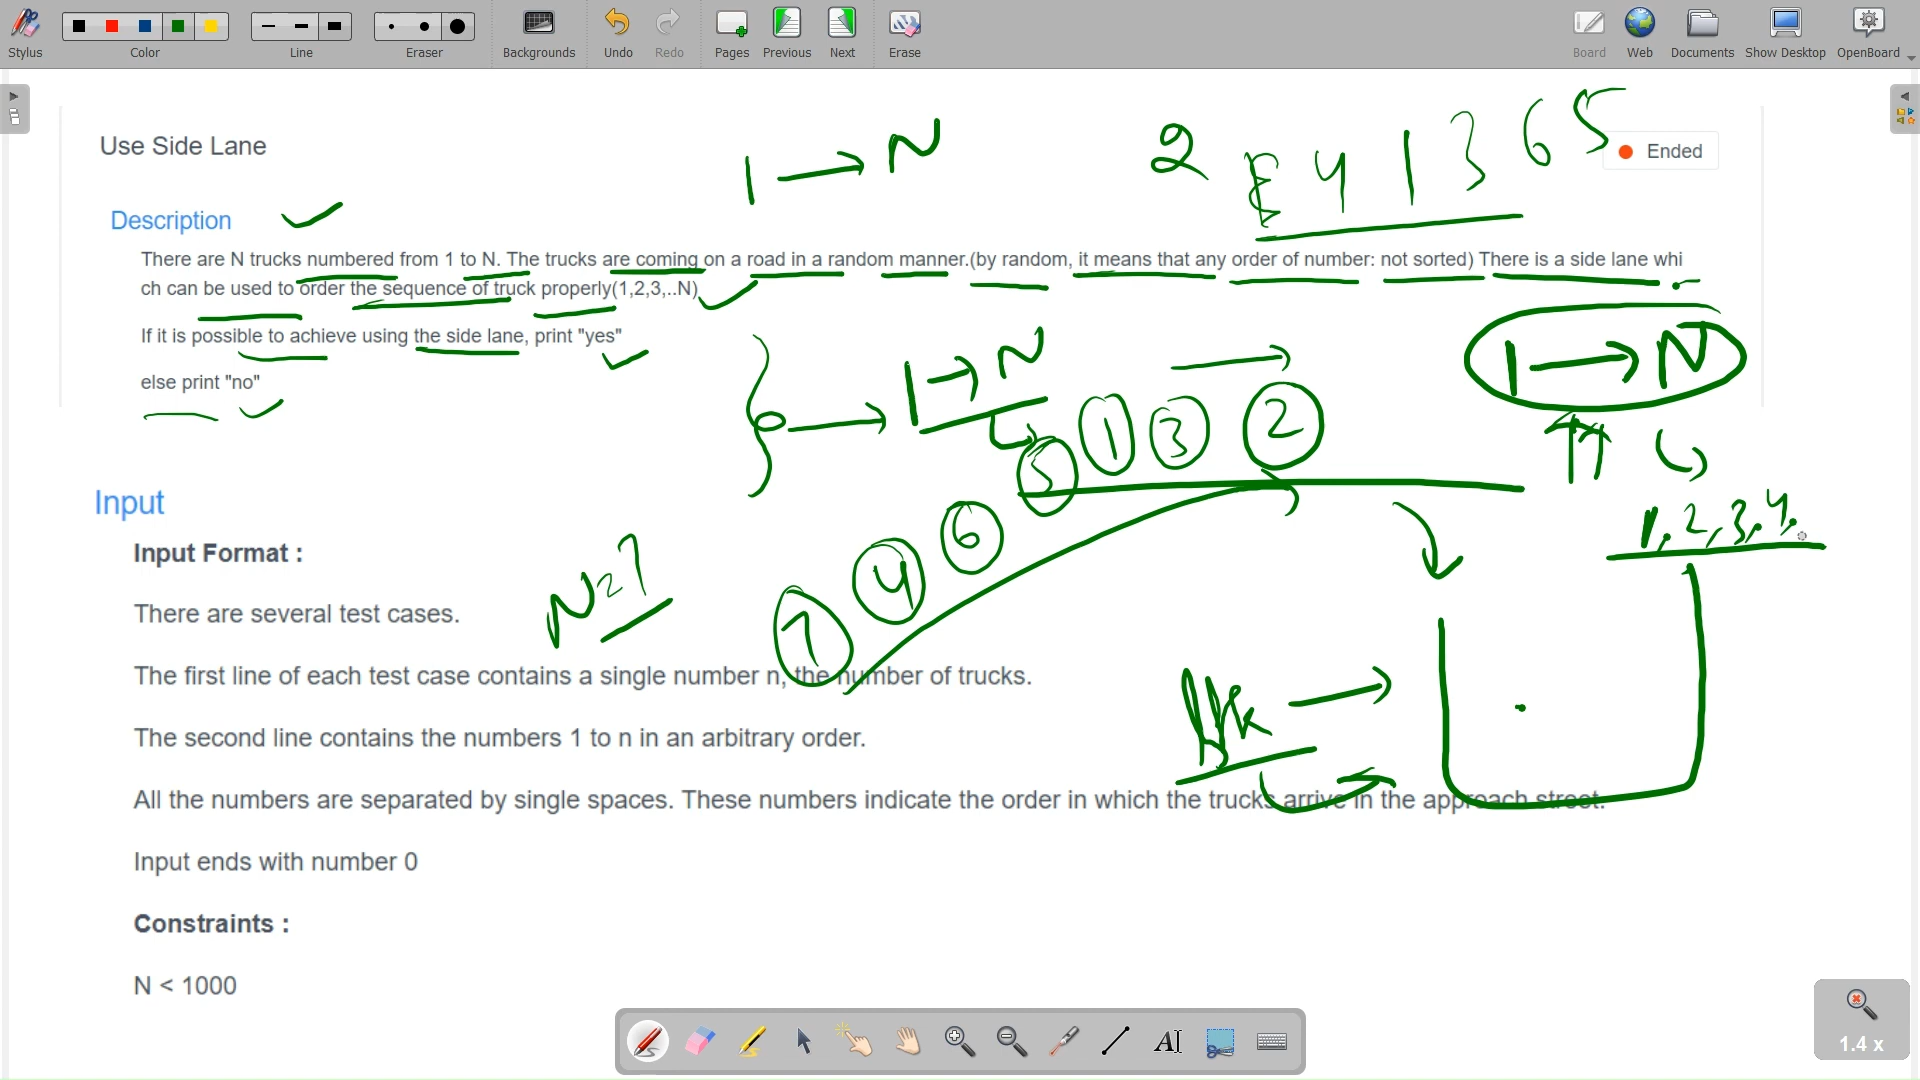 Stylus
Color
Line
Eraser
Backgrounds
Undo
Redo
Pages
Previous
Next
Erase
Board
Web
Documents
Show Desktop
OpenBoard
Use Side Lane
1 → N
2
4 1 3 6 5
Ended
Description
There are N trucks numbered from 1 to N. The trucks are coming on a road in a random manner.(by random, it means that any order of number: not sorted) There is a side lane whi
ch can be used to order the sequence of truck properly(1,2,3,..N)
If it is possible to achieve using the side lane, print "yes"
else print "no"
1 → N
1 → N
5 1 3 2
7 4 6
1, 2, 3, 4,
Input
Input Format :
N=7
There are several test cases.
The first line of each test case contains a single number n, the number of trucks.
The second line contains the numbers 1 to n in an arbitrary order.
All the numbers are separated by single spaces. These numbers indicate the order in which the trucks arrive in the approach street.
Input ends with number 0
Constraints :
N < 1000
1.4 x